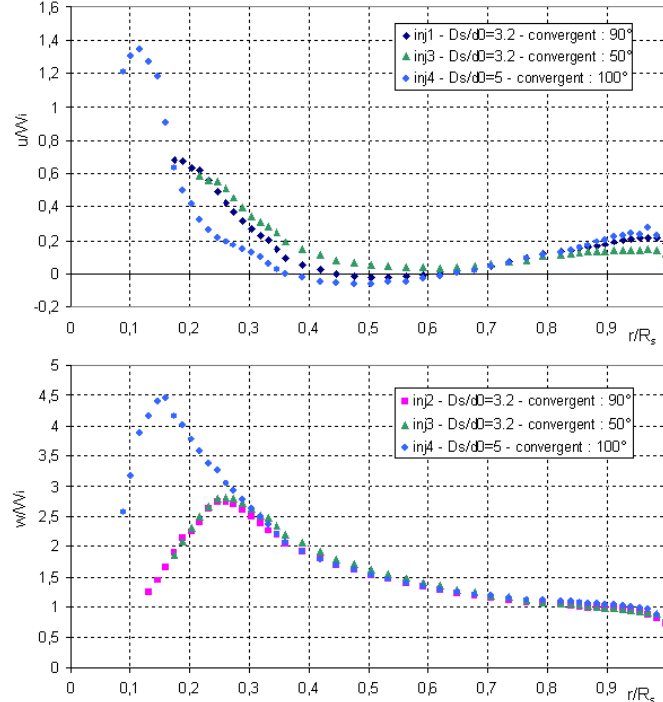 1,6
1,4
1,2
1
0,8
0,6
0,4
0,2
0
-0,2
u/Wi
inj1 - Ds/d0=3.2 - convergent : 90°
inj3 - Ds/d0=3.2 - convergent : 50°
inj4 - Ds/d0=5 - convergent : 100°
0 0,1 0,2 0,3 0,4 0,5 0,6 0,7 0,8 0,9
r/Rs
5
4,5
4
3,5
3
2,5
2
1,5
1
0,5
0
w/Wi
inj2 - Ds/d0=3.2 - convergent : 90°
inj3 - Ds/d0=3.2 - convergent : 50°
inj4 - Ds/d0=5 - convergent : 100°
0 0,1 0,2 0,3 0,4 0,5 0,6 0,7 0,8 0,9
r/Rs